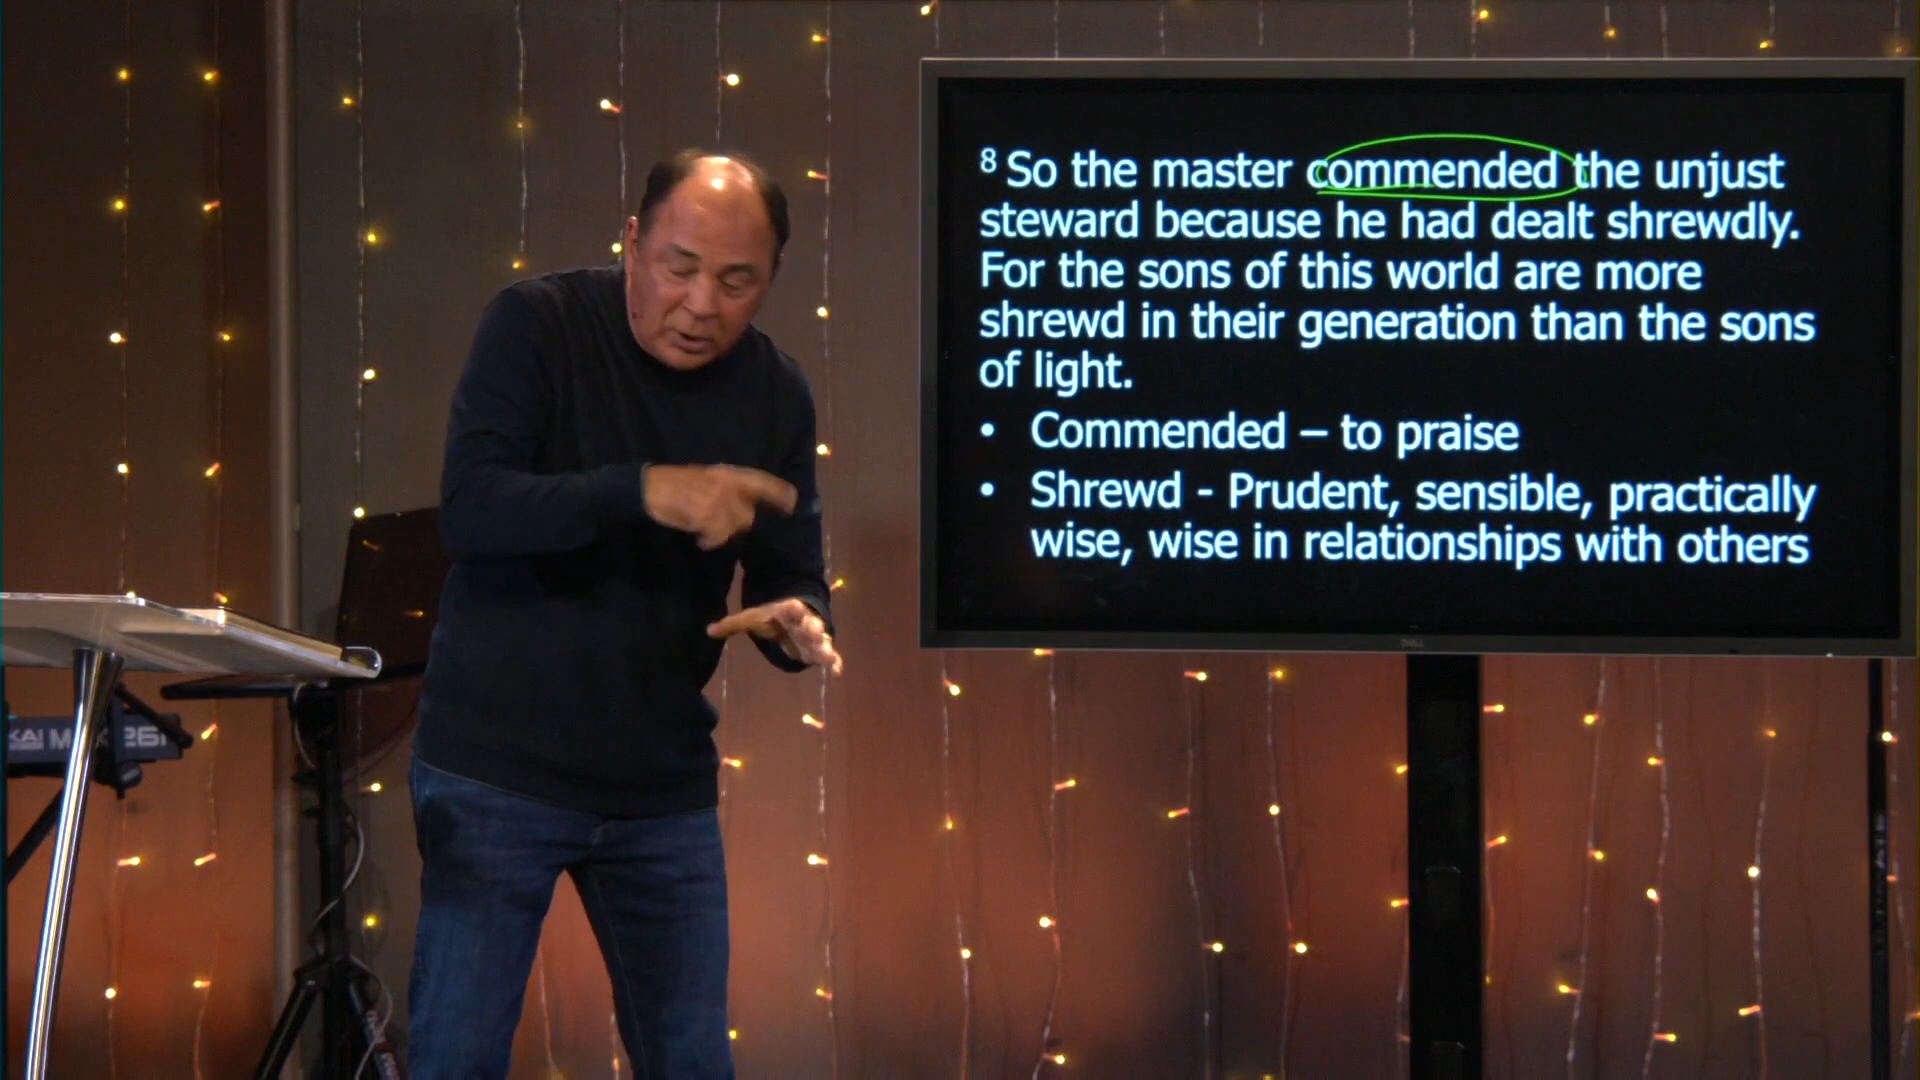 8 So the master commended the unjust
steward because he had dealt shrewdly.
For the sons of this world are more
shrewd in their generation than the sons
of light.
• Commended – to praise
• Shrewd - Prudent, sensible, practically
wise, wise in relationships with others
DELL